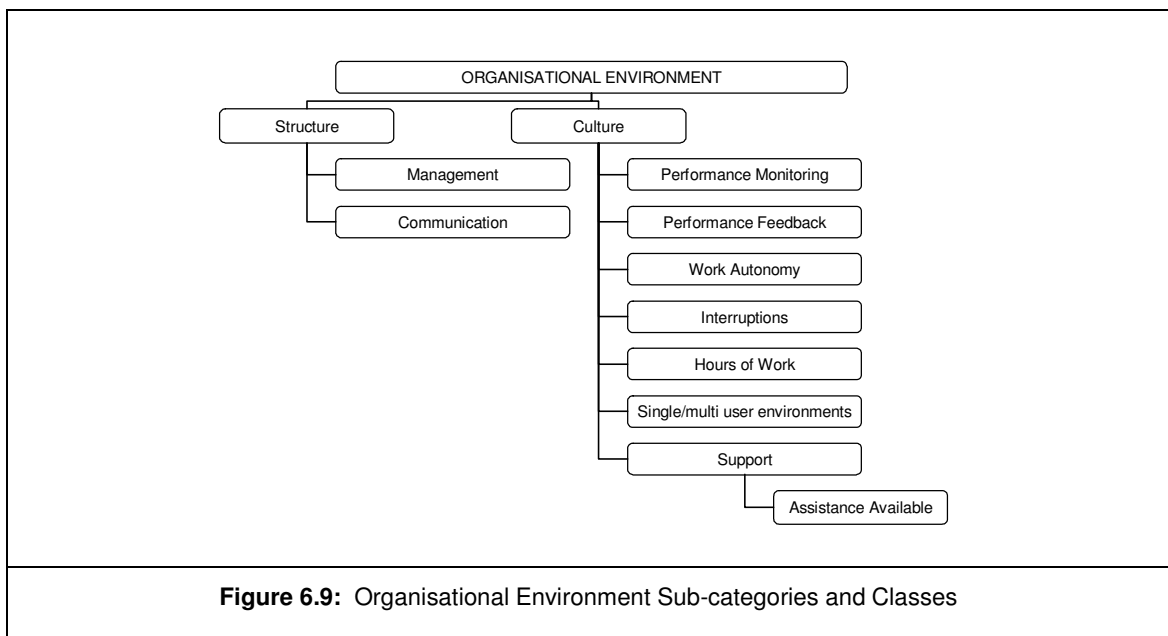 ORGANISATIONAL ENVIRONMENT
Structure
Culture
Management
Communication
Performance Monitoring
Performance Feedback
Work Autonomy
Interruptions
Hours of Work
Single/multi user environments
Support
Assistance Available
Figure 6.9: Organisational Environment Sub-categories and Classes